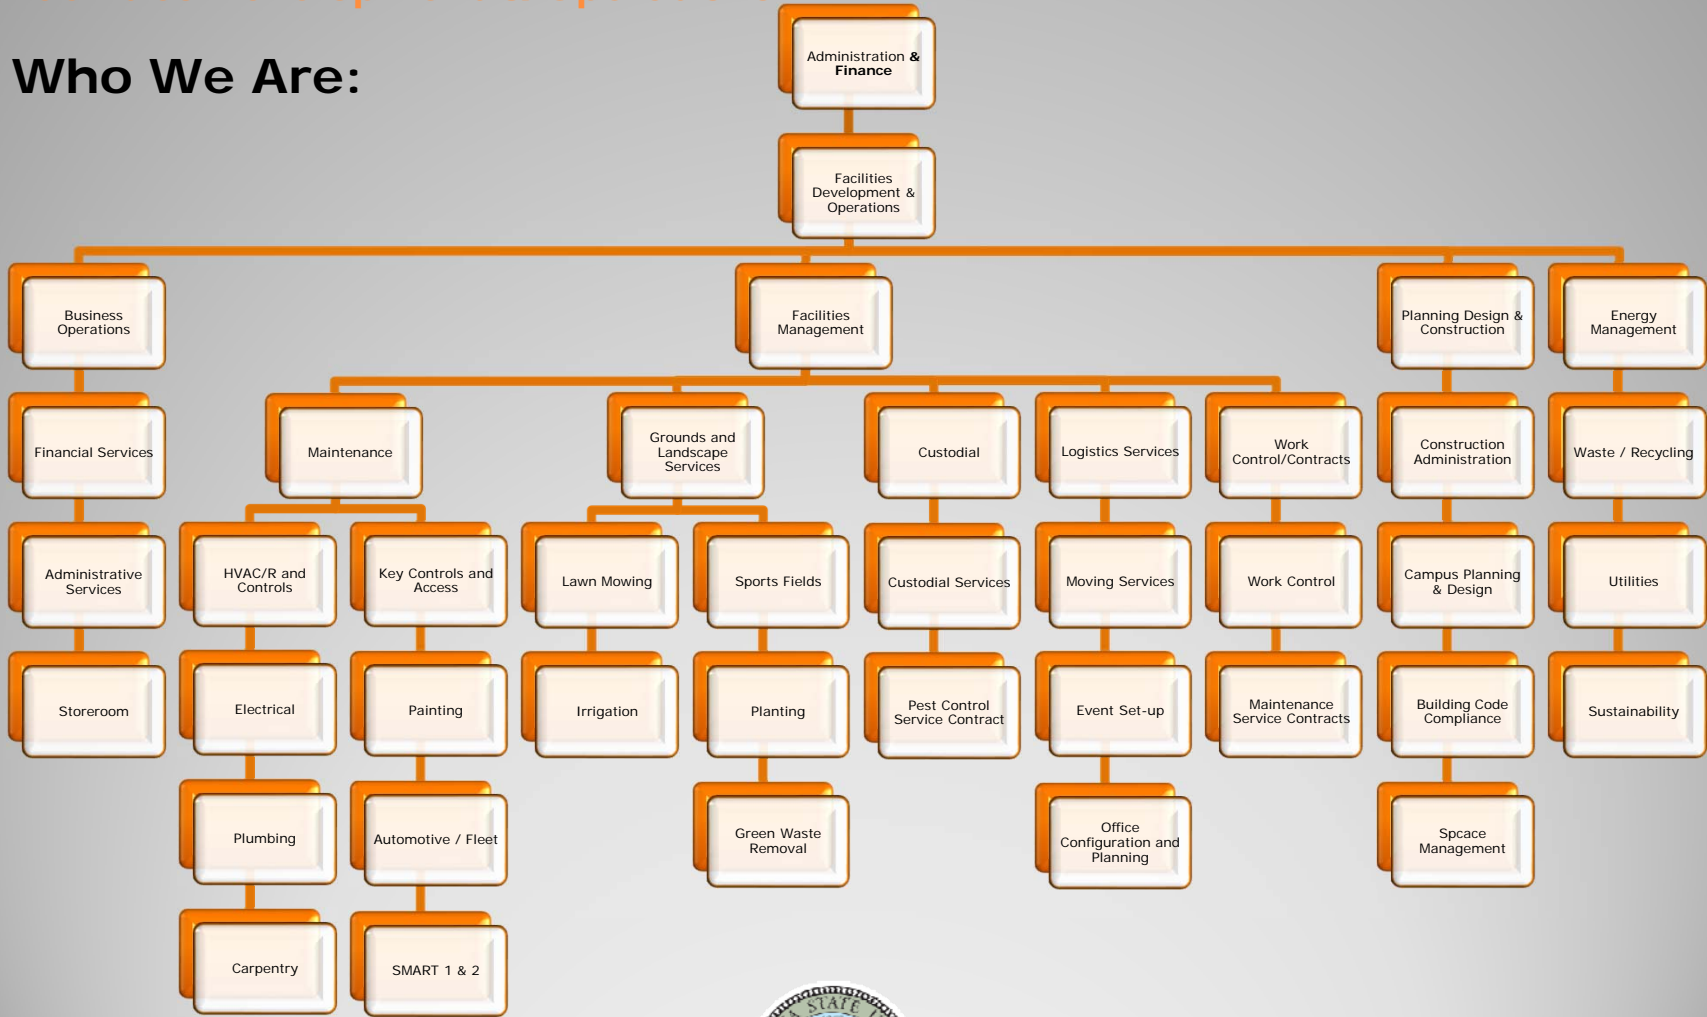 Who We Are:
Administration &
Finance
Facilities
Development &
Operations
Business
Operations
Facilities
Management
Planning Design &
Construction
Energy
Management
Financial Services
Maintenance
Grounds and
Landscape
Services
Custodial
Logistics Services
Work
Control/Contracts
Construction
Administration
Waste / Recycling
Administrative
Services
HVAC/R and
Controls
Key Controls and
Access
Lawn Mowing
Sports Fields
Custodial Services
Moving Services
Work Control
Campus Planning
& Design
Utilities
Storeroom
Electrical
Painting
Irrigation
Planting
Pest Control
Service Contract
Event Set-up
Maintenance
Service Contracts
Building Code
Compliance
Sustainability
Plumbing
Automotive / Fleet
Green Waste
Removal
Office
Configuration and
Planning
Spcace
Management
Carpentry
SMART 1 & 2
STATE